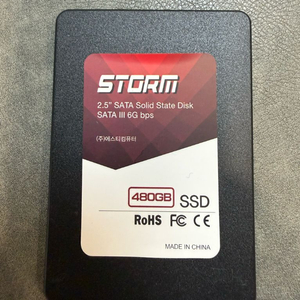 STORM
2.5" SATA Solid State Disk
SATA III 6G bps
(주)에스티컴퓨터
480GB SSD
RoHS FC CE
MADE IN CHINA